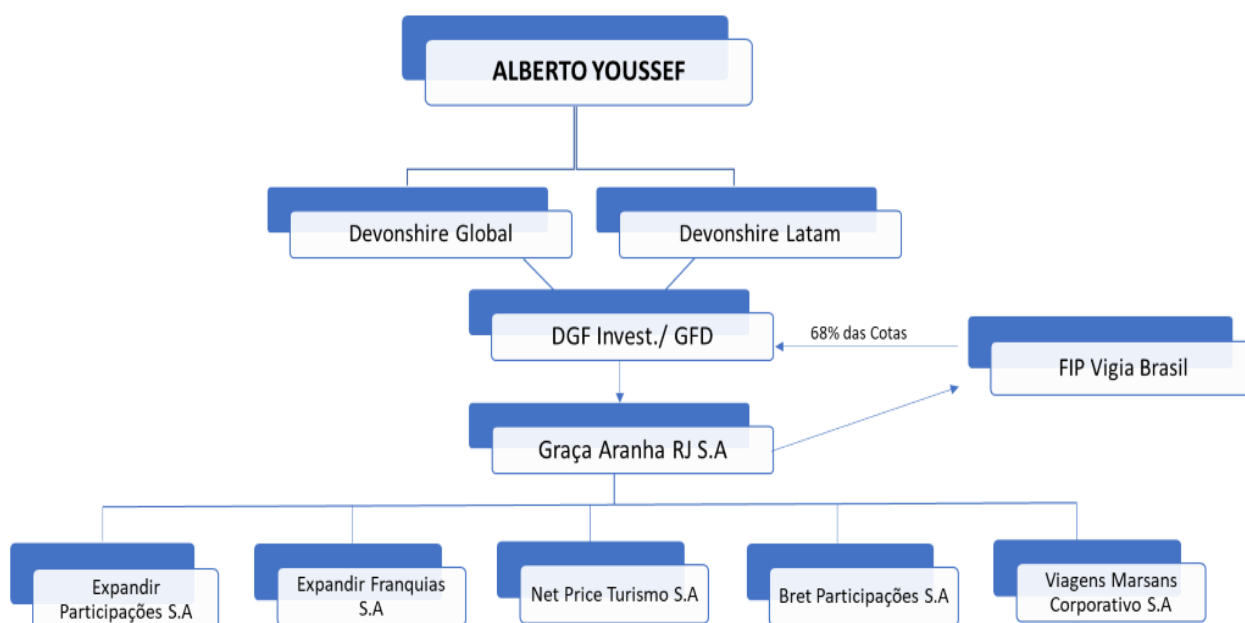 ALBERTO YOUSSEF
Devonshire Global
Devonshire Latam
DGF Invest./ GFD
68% das Cotas
FIP Vigia Brasil
Graça Aranha RJ S.A
Expandir
Participações S.A
Expandir Franquias
S.A
Net Price Turismo S.A
Bret Participações S.A
Viagens Marsans
Corporativo S.A